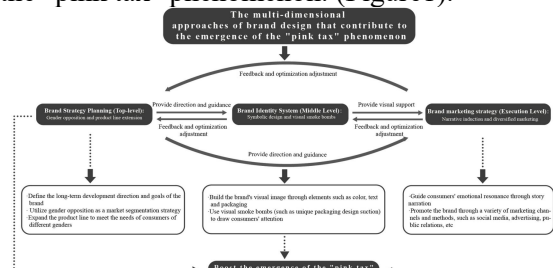 the "pink tax" phenomenon. (Figure1).
The multi-dimensional
approaches of brand design that contribute to
the emergence of the "pink tax" phenomenon
Feedback and optimization adjustment
Brand Strategy Planning (Top-level):
Gender opposition and product line extension
Provide direction and guidance
Feedback and optimization
adjustment
Brand Identity System (Middle Level):
Symbolic design and visual smoke bombs
Provide visual support
Feedback and optimization
adjustment
Brand marketing strategy (Execution Level):
Narrative induction and diversified marketing
Provide direction and guidance
·Define the long-term development direction and goals of the
brand
·Utilize gender opposition as a market segmentation strategy
·Expand the product line to meet the needs of consumers of
different genders
·Build the brand's visual image through elements such as color, text
and packaging
·Use visual smoke bombs (such as unique packaging design suction)
to draw consumers' attention
·Guide consumers' emotional resonance through story
narration
·Promote the brand through a variety of marketing chan-
nels and methods, such as social media, advertising, pu-
blic relations, etc
Boost the emergence of the "pink tax"